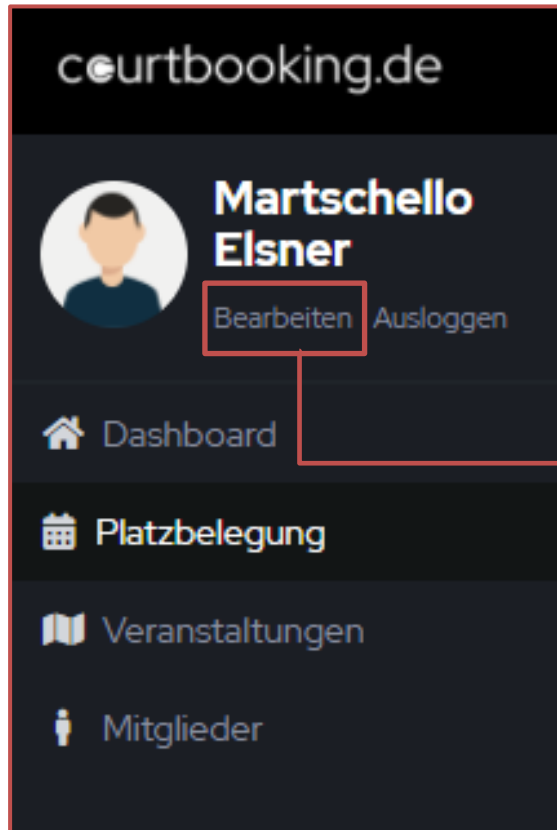 courtbooking.de
Martschello
Elsner
Bearbeiten Ausloggen
Dashboard
Platzbelegung
Veranstaltungen
Mitglieder